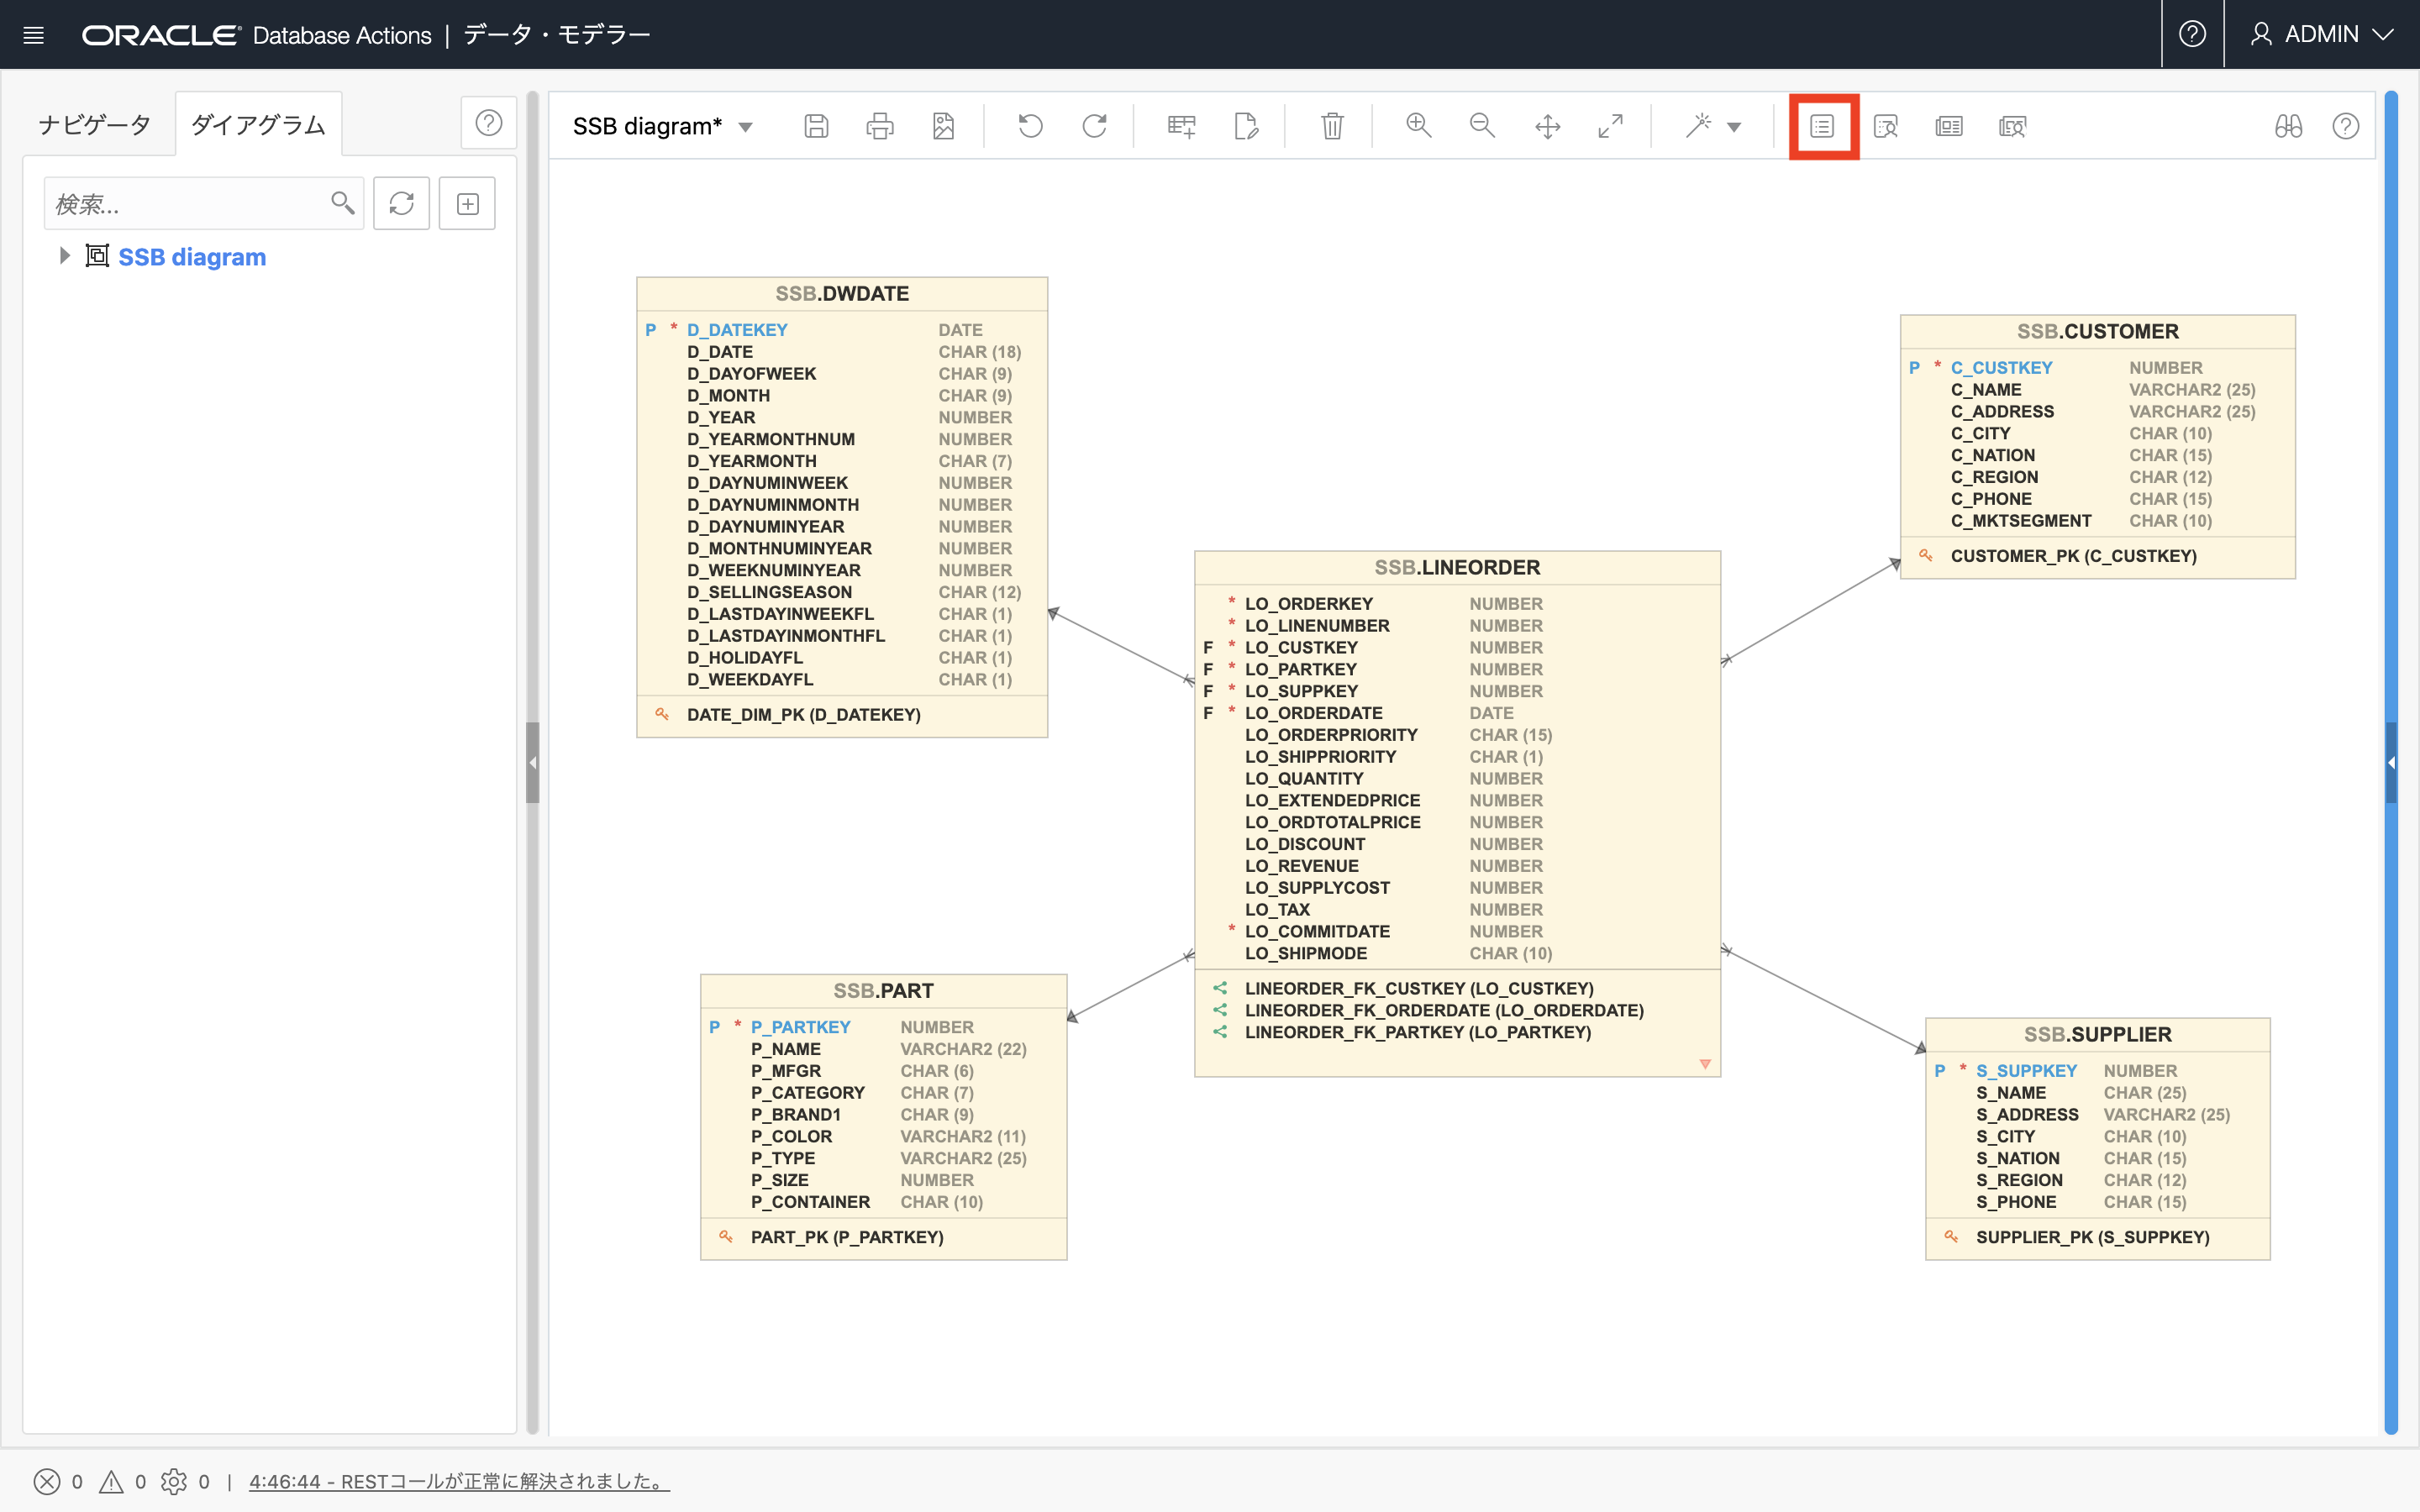 ORACLE Database Actions | データ・モデラー
ADMIN
ナビゲータ
ダイアグラム
SSB diagram*
検索...
SSB diagram
SSB.DWDATE
P * D_DATEKEY DATE
D_DATE CHAR (18)
D_DAYOFWEEK CHAR (9)
D_MONTH CHAR (9)
D_YEAR NUMBER
D_YEARMONTHNUM NUMBER
D_YEARMONTH CHAR (7)
D_DAYNUMINWEEK NUMBER
D_DAYNUMINMONTH NUMBER
D_DAYNUMINYEAR NUMBER
D_MONTHNUMINYEAR NUMBER
D_WEEKNUMINYEAR NUMBER
D_SELLINGSEASON CHAR (12)
D_LASTDAYINWEEKFL CHAR (1)
D_LASTDAYINMONTHFL CHAR (1)
D_HOLIDAYFL CHAR (1)
D_WEEKDAYFL CHAR (1)
DATE_DIM_PK (D_DATEKEY)
SSB.CUSTOMER
P * C_CUSTKEY NUMBER
C_NAME VARCHAR2 (25)
C_ADDRESS VARCHAR2 (25)
C_CITY CHAR (10)
C_NATION CHAR (15)
C_REGION CHAR (12)
C_PHONE CHAR (15)
C_MKTSEGMENT CHAR (10)
CUSTOMER_PK (C_CUSTKEY)
SSB.LINEORDER
* LO_ORDERKEY NUMBER
* LO_LINENUMBER NUMBER
F * LO_CUSTKEY NUMBER
F * LO_PARTKEY NUMBER
F * LO_SUPPKEY NUMBER
F * LO_ORDERDATE DATE
LO_ORDERPRIORITY CHAR (15)
LO_SHIPPRIORITY CHAR (1)
LO_QUANTITY NUMBER
LO_EXTENDEDPRICE NUMBER
LO_ORDTOTALPRICE NUMBER
LO_DISCOUNT NUMBER
LO_REVENUE NUMBER
LO_SUPPLYCOST NUMBER
LO_TAX NUMBER
* LO_COMMITDATE NUMBER
LO_SHIPMODE CHAR (10)
LINEORDER_FK_CUSTKEY (LO_CUSTKEY)
LINEORDER_FK_ORDERDATE (LO_ORDERDATE)
LINEORDER_FK_PARTKEY (LO_PARTKEY)
SSB.PART
P * P_PARTKEY NUMBER
P_NAME VARCHAR2 (22)
P_MFGR CHAR (6)
P_CATEGORY CHAR (7)
P_BRAND1 CHAR (9)
P_COLOR VARCHAR2 (11)
P_TYPE VARCHAR2 (25)
P_SIZE NUMBER
P_CONTAINER CHAR (10)
PART_PK (P_PARTKEY)
SSB.SUPPLIER
P * S_SUPPKEY NUMBER
S_NAME CHAR (25)
S_ADDRESS VARCHAR2 (25)
S_CITY CHAR (10)
S_NATION CHAR (15)
S_REGION CHAR (12)
S_PHONE CHAR (15)
SUPPLIER_PK (S_SUPPKEY)
0 0 0 | 4:46:44 - RESTコールが正常に解決されました。